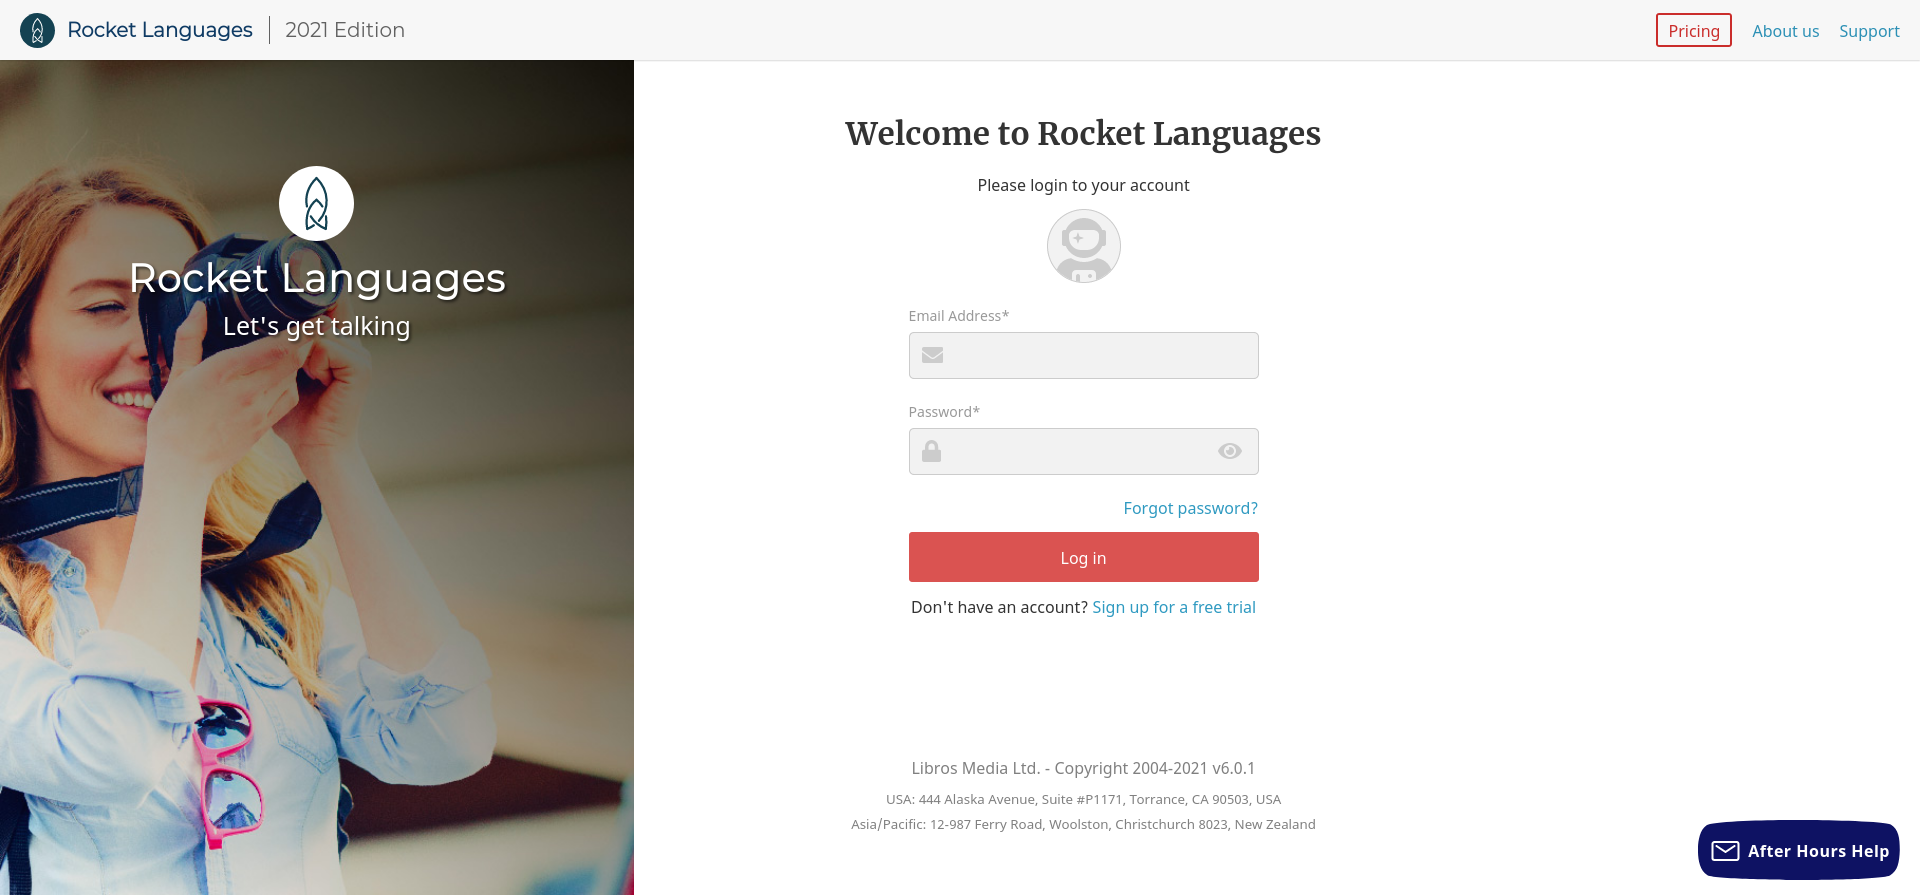 Rocket Languages | 2021 Edition
Pricing
About us
Support
Rocket Languages
Let's get talking
Welcome to Rocket Languages
Please login to your account
Email Address*
Password*
Forgot password?
Log in
Don't have an account? Sign up for a free trial
Libros Media Ltd. - Copyright 2004-2021 v6.0.1
USA: 444 Alaska Avenue, Suite #P1171, Torrance, CA 90503, USA
Asia/Pacific: 12-987 Ferry Road, Woolston, Christchurch 8023, New Zealand
After Hours Help